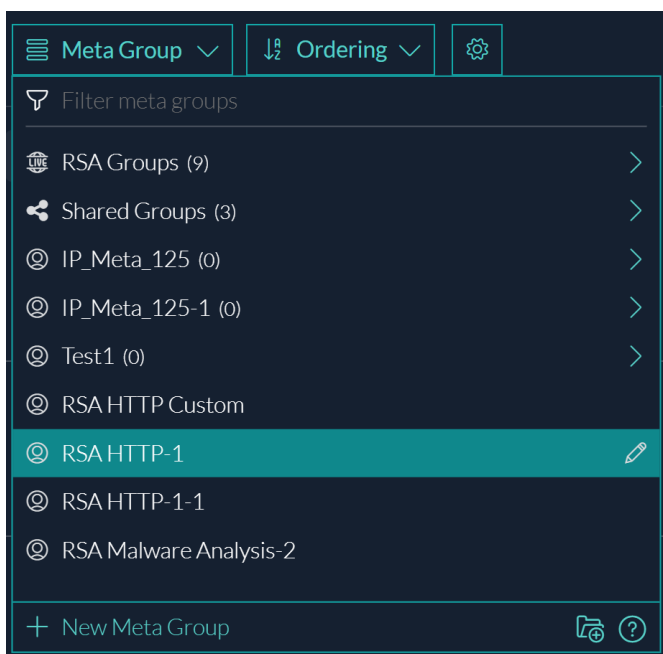 Meta Group Ordering
Filter meta groups
LIVE RSA Groups (9)
Shared Groups (3)
IP_Meta_125 (0)
IP_Meta_125-1 (0)
Test1 (0)
RSA HTTP Custom
RSA HTTP-1
RSA HTTP-1-1
RSA Malware Analysis-2
New Meta Group